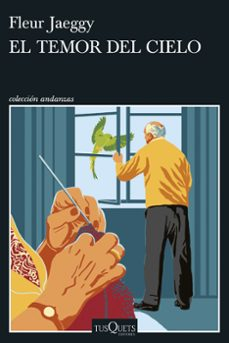 Fleur Jaeggy
EL TEMOR DEL CIELO
colección andanzas
TUSQUETS
EDITORES